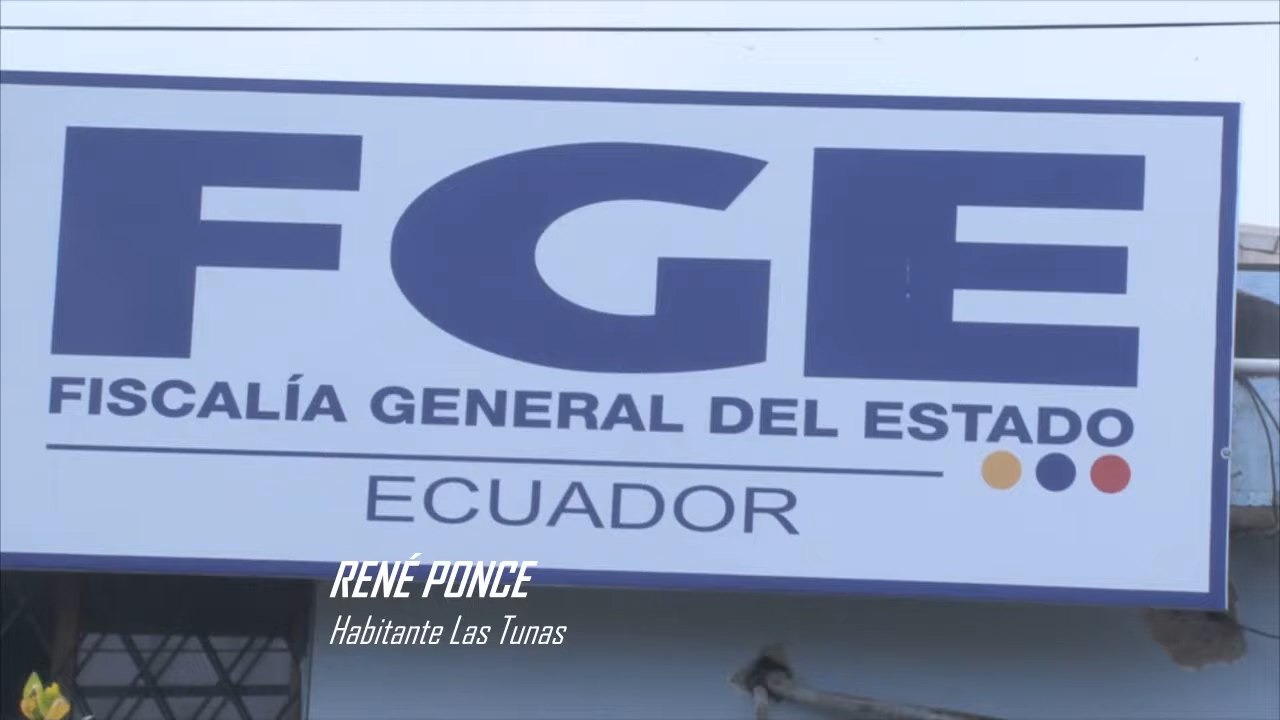 FGE
FISCALÍA GENERAL DEL ESTADO
ECUADOR
RENÉ PONCE
Habitante Las Tunas